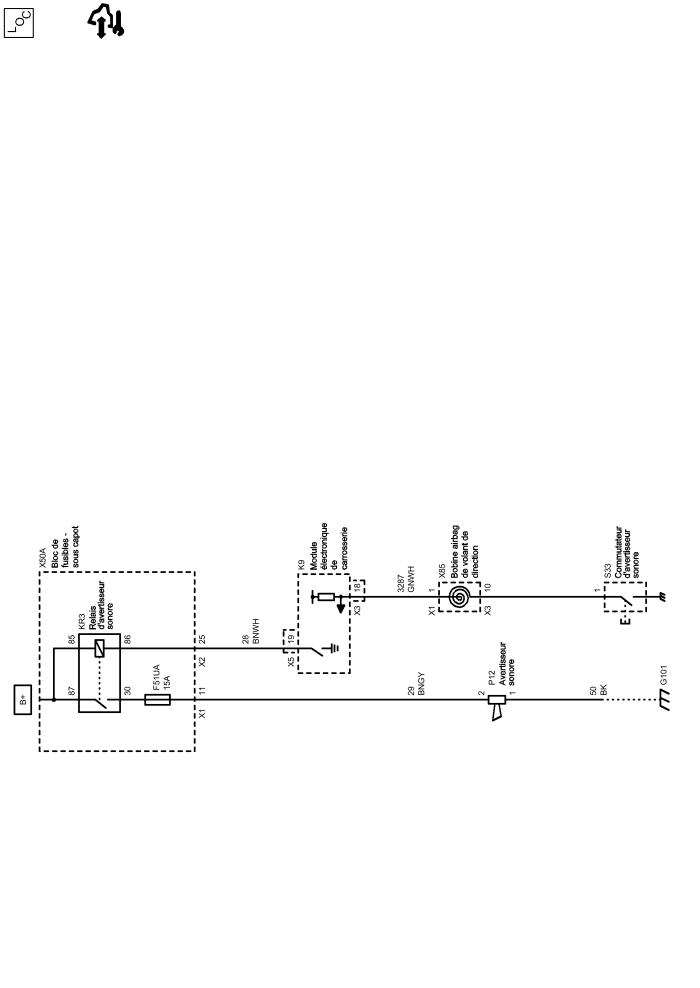 LOC
B+
X50A
Bloc de
fusibles -
sous capot
KR3
Relais
d'avertisseur
sonore
85
87
86
30
F51UA
15A
25
X2
11
X1
28
BNWH
19
X5
K9
Module
électronique
de
carrosserie
18
X3
3287
GNWH
29
BNGY
1
X1
X85
Bobine airbag
de volant de
direction
10
X3
2
P12
Avertisseur
sonore
1
1
S33
Commutateur
d'avertisseur
sonore
50
BK
G101